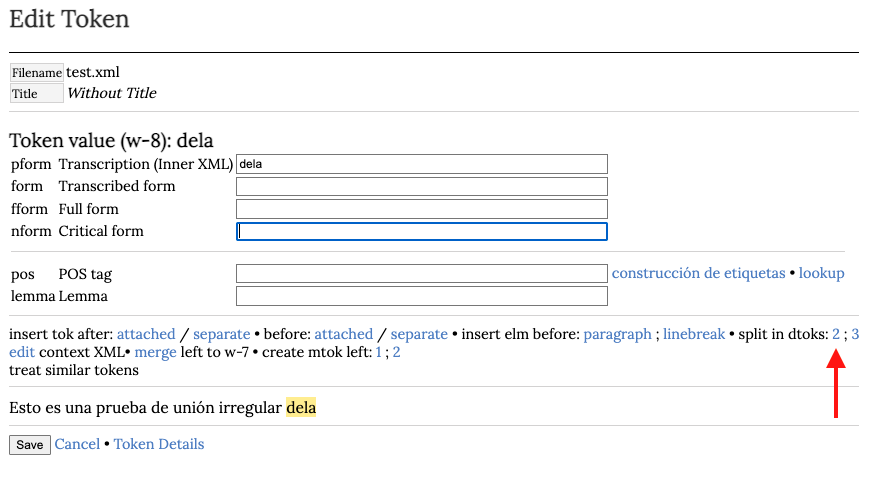 Edit Token
Filename test.xml
Title Without Title
Token value (w-8): dela
pform Transcription (Inner XML) dela
form Transcribed form
fform Full form
nform Critical form
pos POS tag construcción de etiquetas • lookup
lemma Lemma
insert tok after: attached / separate • before: attached / separate • insert elm before: paragraph ; linebreak • split in dtoks: 2 ; 3
edit context XML• merge left to w-7 • create mtok left: 1 ; 2
treat similar tokens
Esto es una prueba de unión irregular dela
Save Cancel • Token Details